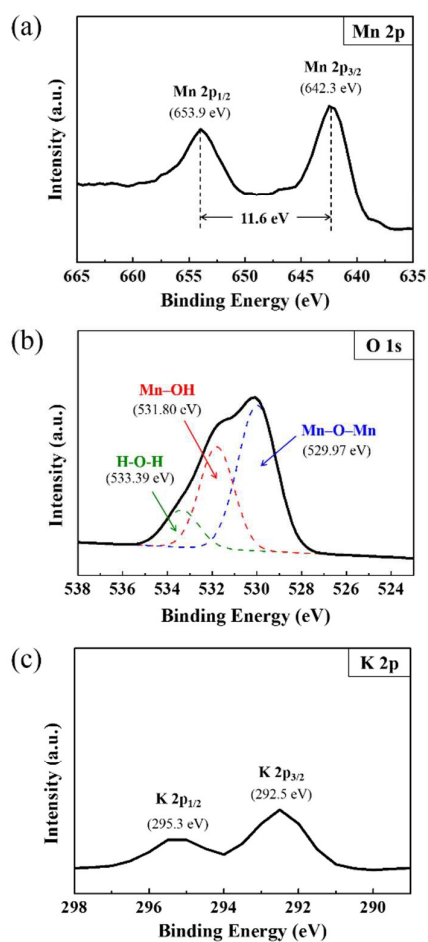 (a)
Mn 2p
Mn 2p1/2
(653.9 eV)
Mn 2p3/2
(642.3 eV)
11.6 eV
Intensity (a.u.)
665 660 655 650 645 640 635
Binding Energy (eV)
(b)
O 1s
Mn–OH
(531.80 eV)
Mn–O–Mn
(529.97 eV)
H-O-H
(533.39 eV)
Intensity (a.u.)
538 536 534 532 530 528 526 524
Binding Energy (eV)
(c)
K 2p
K 2p1/2
(295.3 eV)
K 2p3/2
(292.5 eV)
Intensity (a.u.)
298 296 294 292 290
Binding Energy (eV)